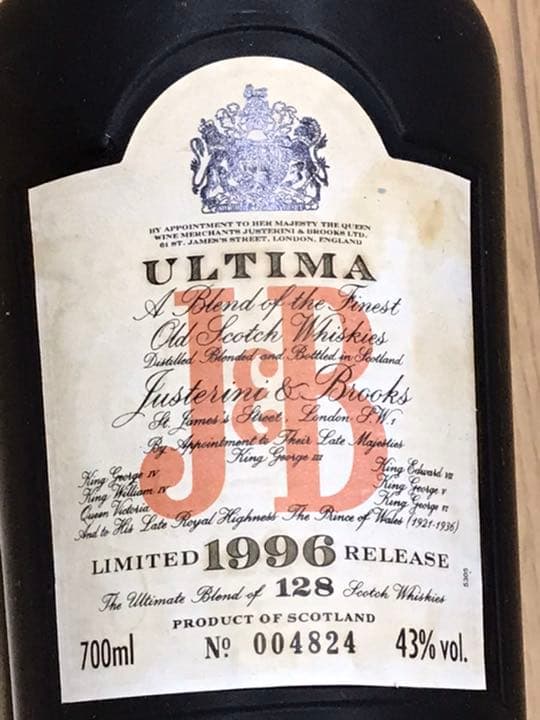 BY APPOINTMENT TO HER MAJESTY THE QUEEN
WINE MERCHANTS JUSTERINI & BROOKS LTD.
61 ST. JAMES'S STREET, LONDON, ENGLAND
ULTIMA
J&B
A Blend of the Finest
Old Scotch Whiskies
Distilled Blended and Bottled in Scotland
Justerini & Brooks
St. James's Street, London S.W.1
By Appointment to Their Late Majesties
King George III
King George IV
King William IV
Queen Victoria
King Edward VII
King George V
King George VI
And to His Late Royal Highness The Prince of Wales (1921-1936)
LIMITED 1996 RELEASE
The Ultimate Blend of 128 Scotch Whiskies
PRODUCT OF SCOTLAND
700ml No 004824 43% vol.
5305